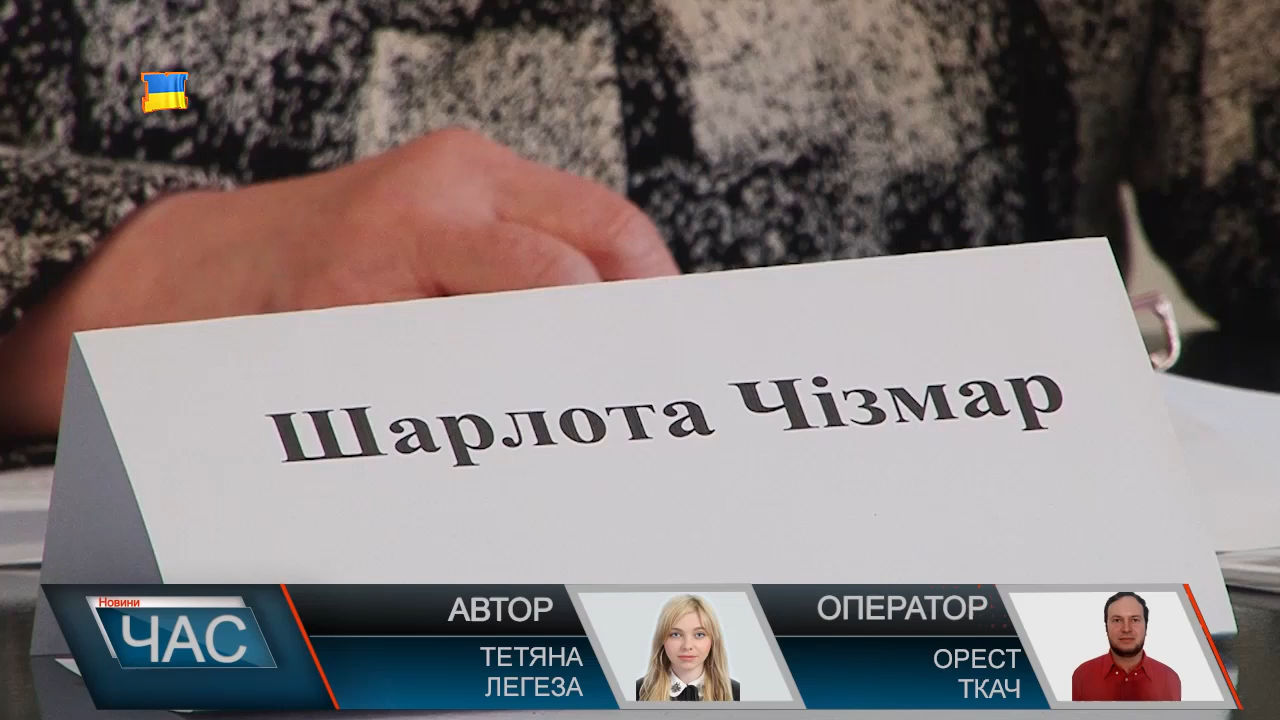 Шарлота Чізмар
Новини
ЧАС
АВТОР
ТЕТЯНА
ЛЕГЕЗА
ОПЕРАТОР
ОРЕСТ
ТКАЧ